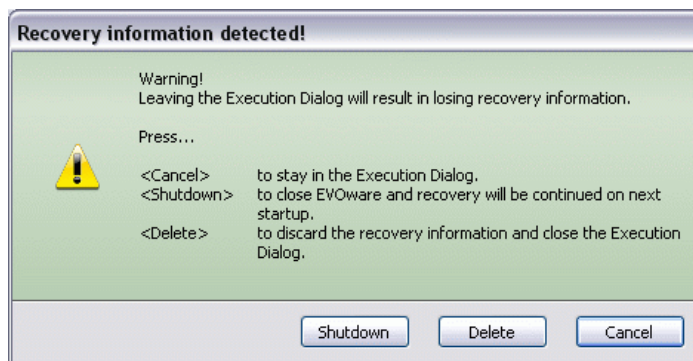 Recovery information detected!
Warning!
Leaving the Execution Dialog will result in losing recovery information.
Press...
<Cancel> to stay in the Execution Dialog.
<Shutdown> to close EVOware and recovery will be continued on next
startup.
<Delete> to discard the recovery information and close the Execution
Dialog.
Shutdown Delete Cancel